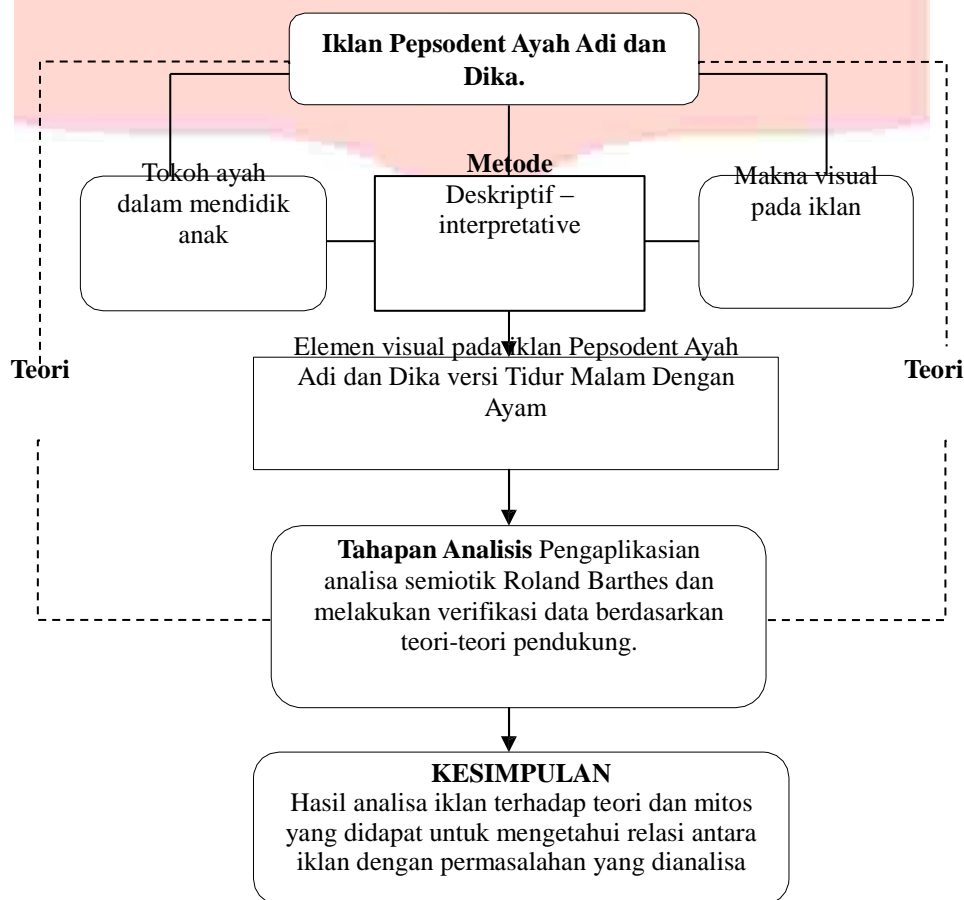 Iklan Pepsodent Ayah Adi dan
Dika.
Tokoh ayah
dalam mendidik
anak
Metode
Deskriptif –
interpretative
Makna visual
pada iklan
Teori
Teori
Elemen visual pada iklan Pepsodent Ayah
Adi dan Dika versi Tidur Malam Dengan
Ayam
Tahapan Analisis Pengaplikasian
analisa semiotik Roland Barthes dan
melakukan verifikasi data berdasarkan
teori-teori pendukung.
KESIMPULAN
Hasil analisa iklan terhadap teori dan mitos
yang didapat untuk mengetahui relasi antara
iklan dengan permasalahan yang dianalisa